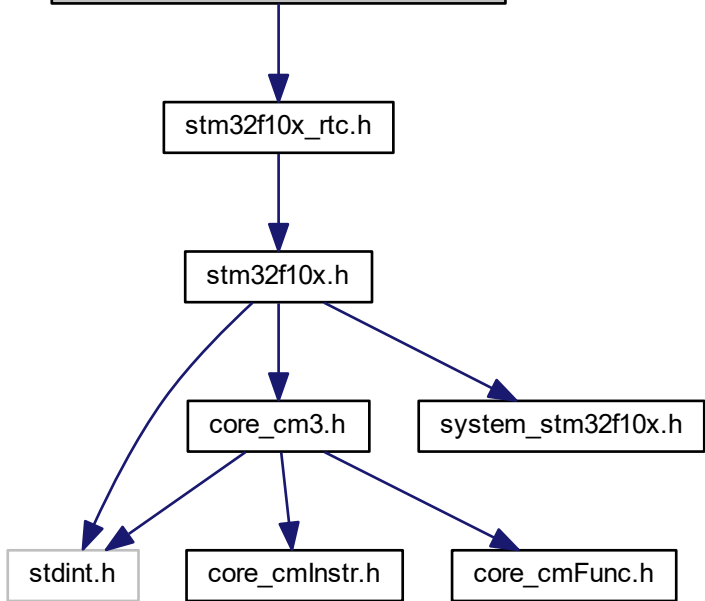 stm32f10x_rtc.h
stm32f10x.h
core_cm3.h
system_stm32f10x.h
stdint.h
core_cmInstr.h
core_cmFunc.h